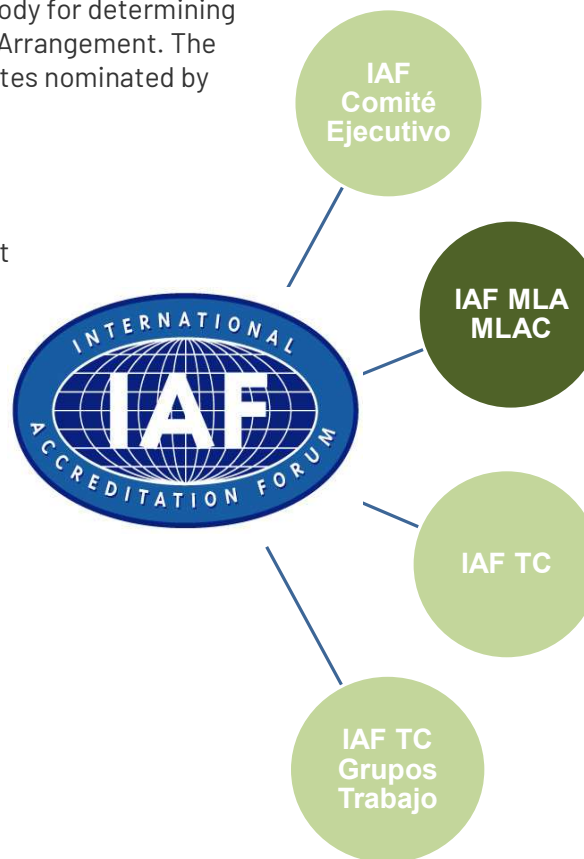 ody for determining
Arrangement. The
tes nominated by
t
IAF
Comité
Ejecutivo
IAF MLA
MLAC
INTERNATIONAL
IAF
ACCREDITATION FORUM
IAF TC
IAF TC
Grupos
Trabajo